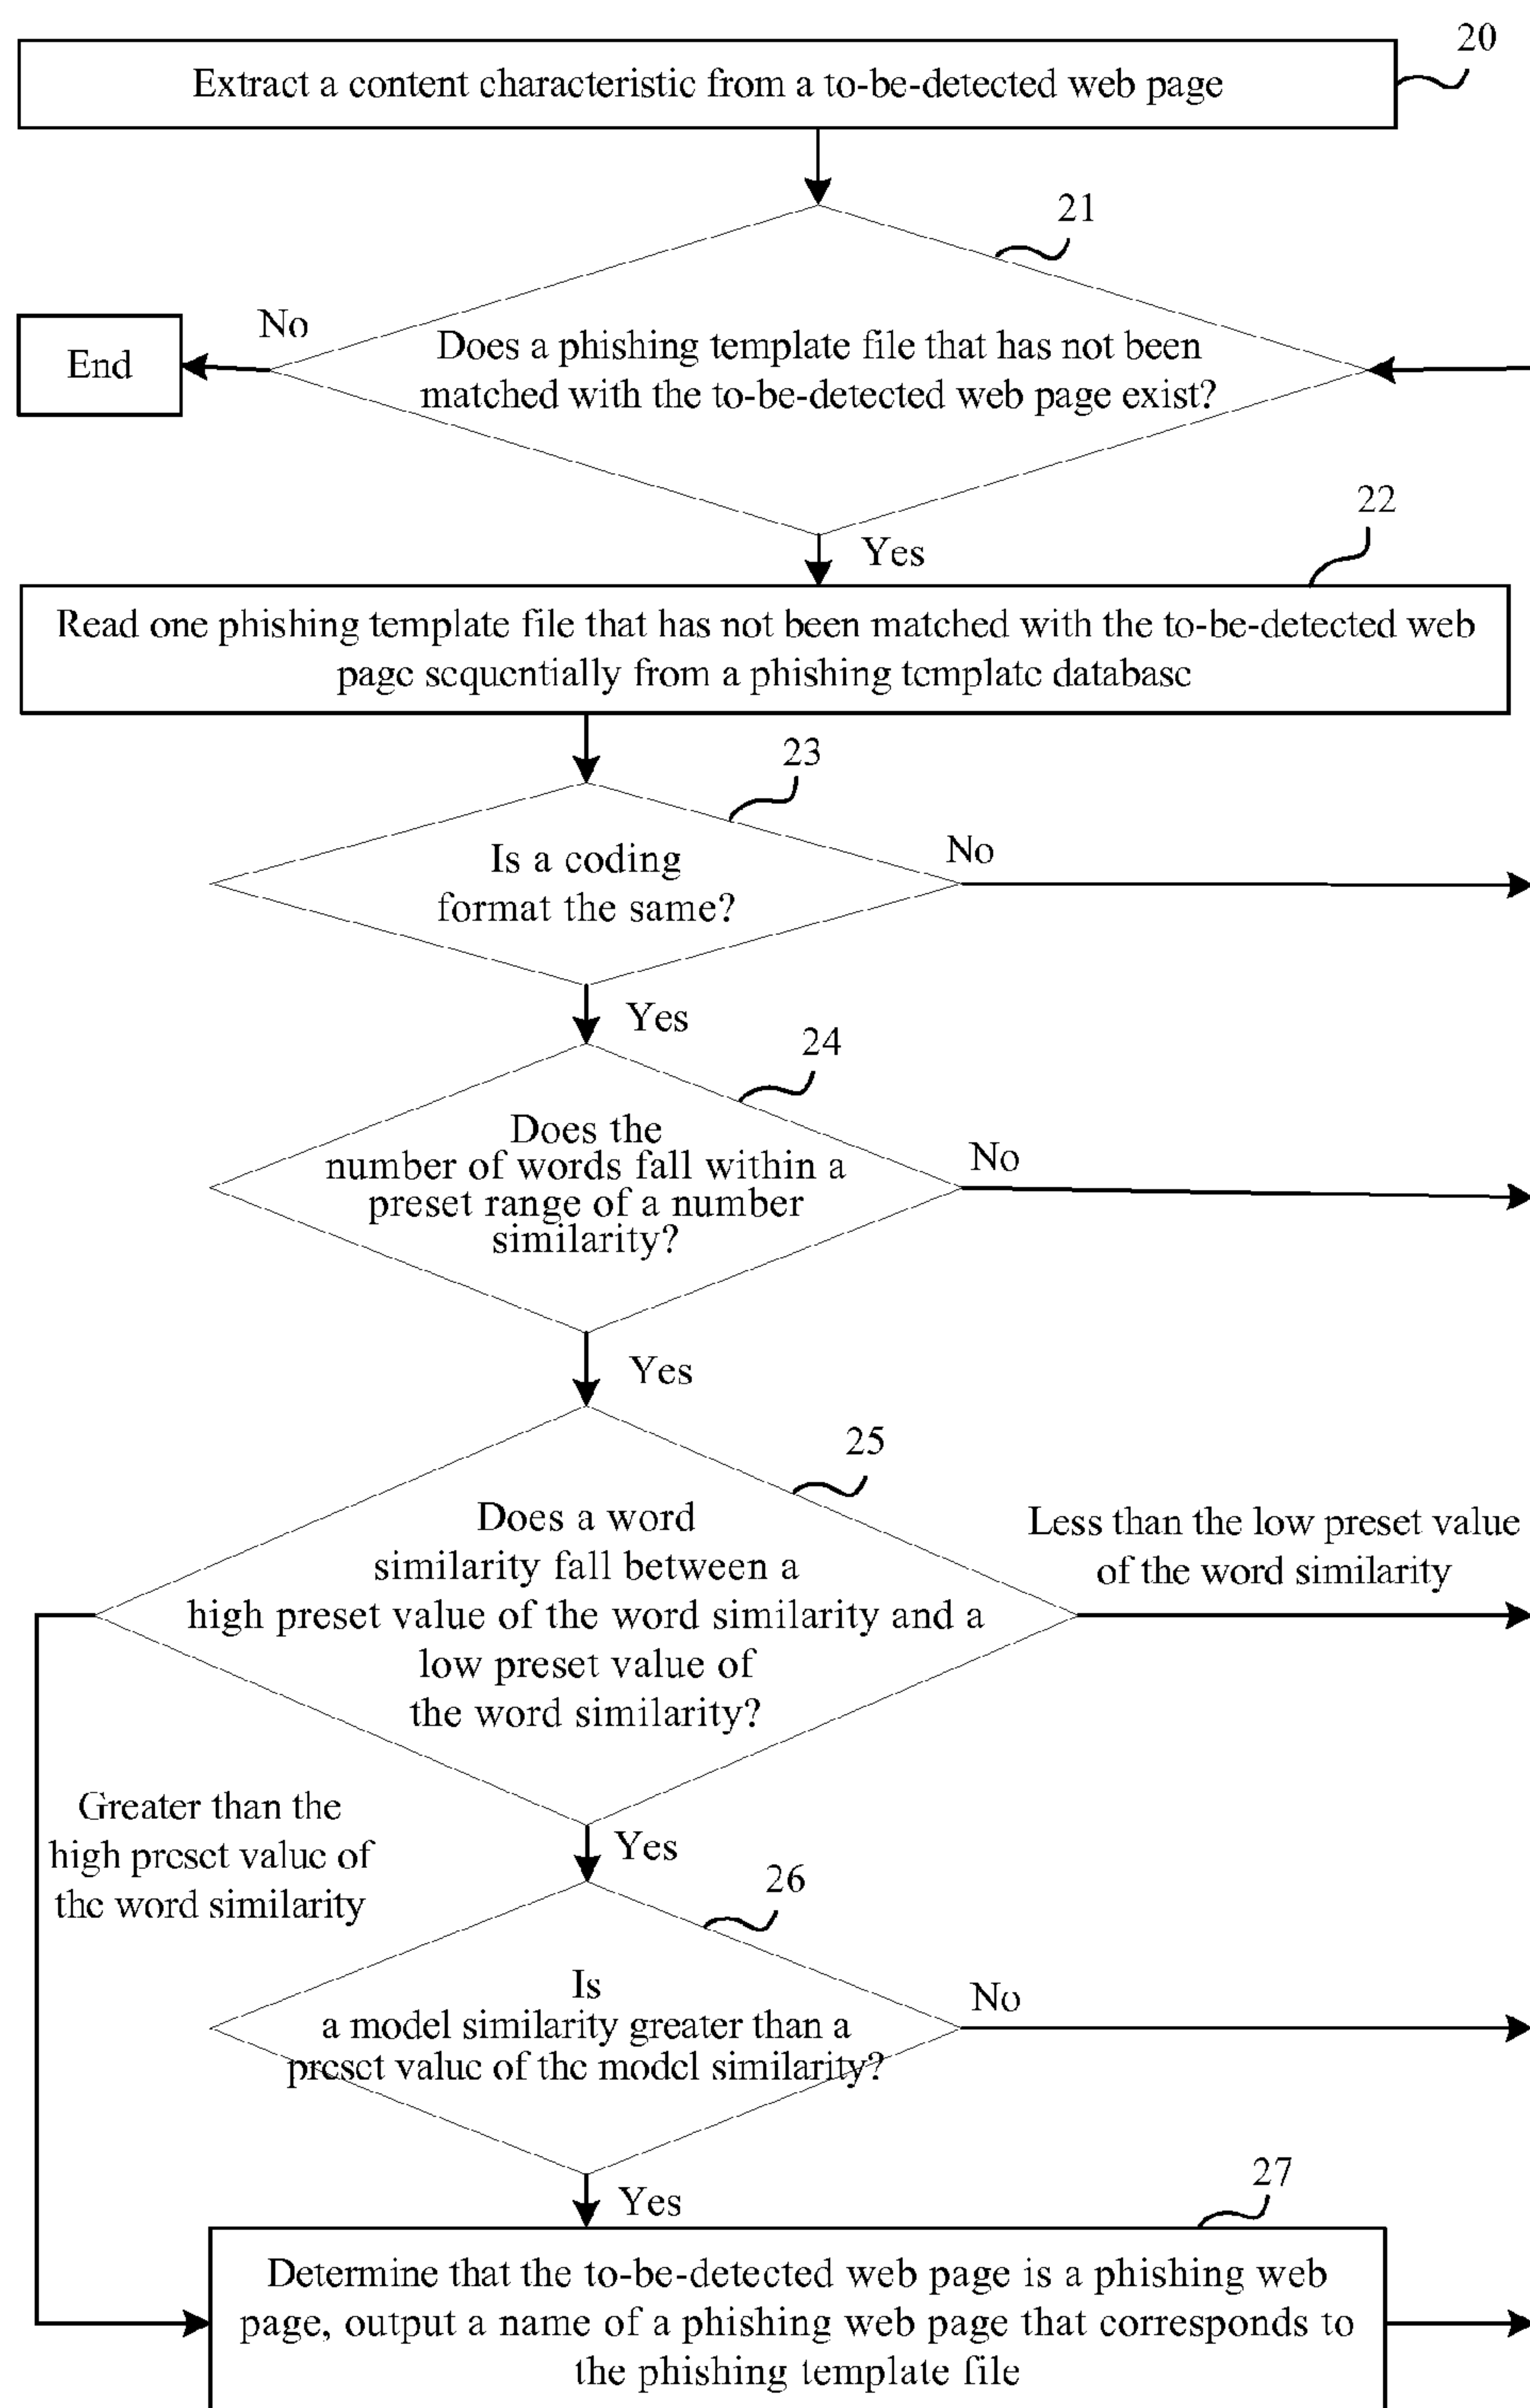 20
Extract a content characteristic from a to-be-detected web page
21
No
End
Does a phishing template file that has not been
matched with the to-be-detected web page exist?
22
Yes
Read one phishing template file that has not been matched with the to-be-detected web
page sequentially from a phishing template database
23
Is a coding
format the same?
No
Yes
24
Does the
number of words fall within a
preset range of a number
similarity?
No
Yes
25
Does a word
similarity fall between a
high preset value of the word similarity and a
low preset value of
the word similarity?
Less than the low preset value
of the word similarity
Greater than the
high preset value of
the word similarity
Yes
26
Is
a model similarity greater than a
preset value of the model similarity?
No
Yes
27
Determine that the to-be-detected web page is a phishing web
page, output a name of a phishing web page that corresponds to
the phishing template file